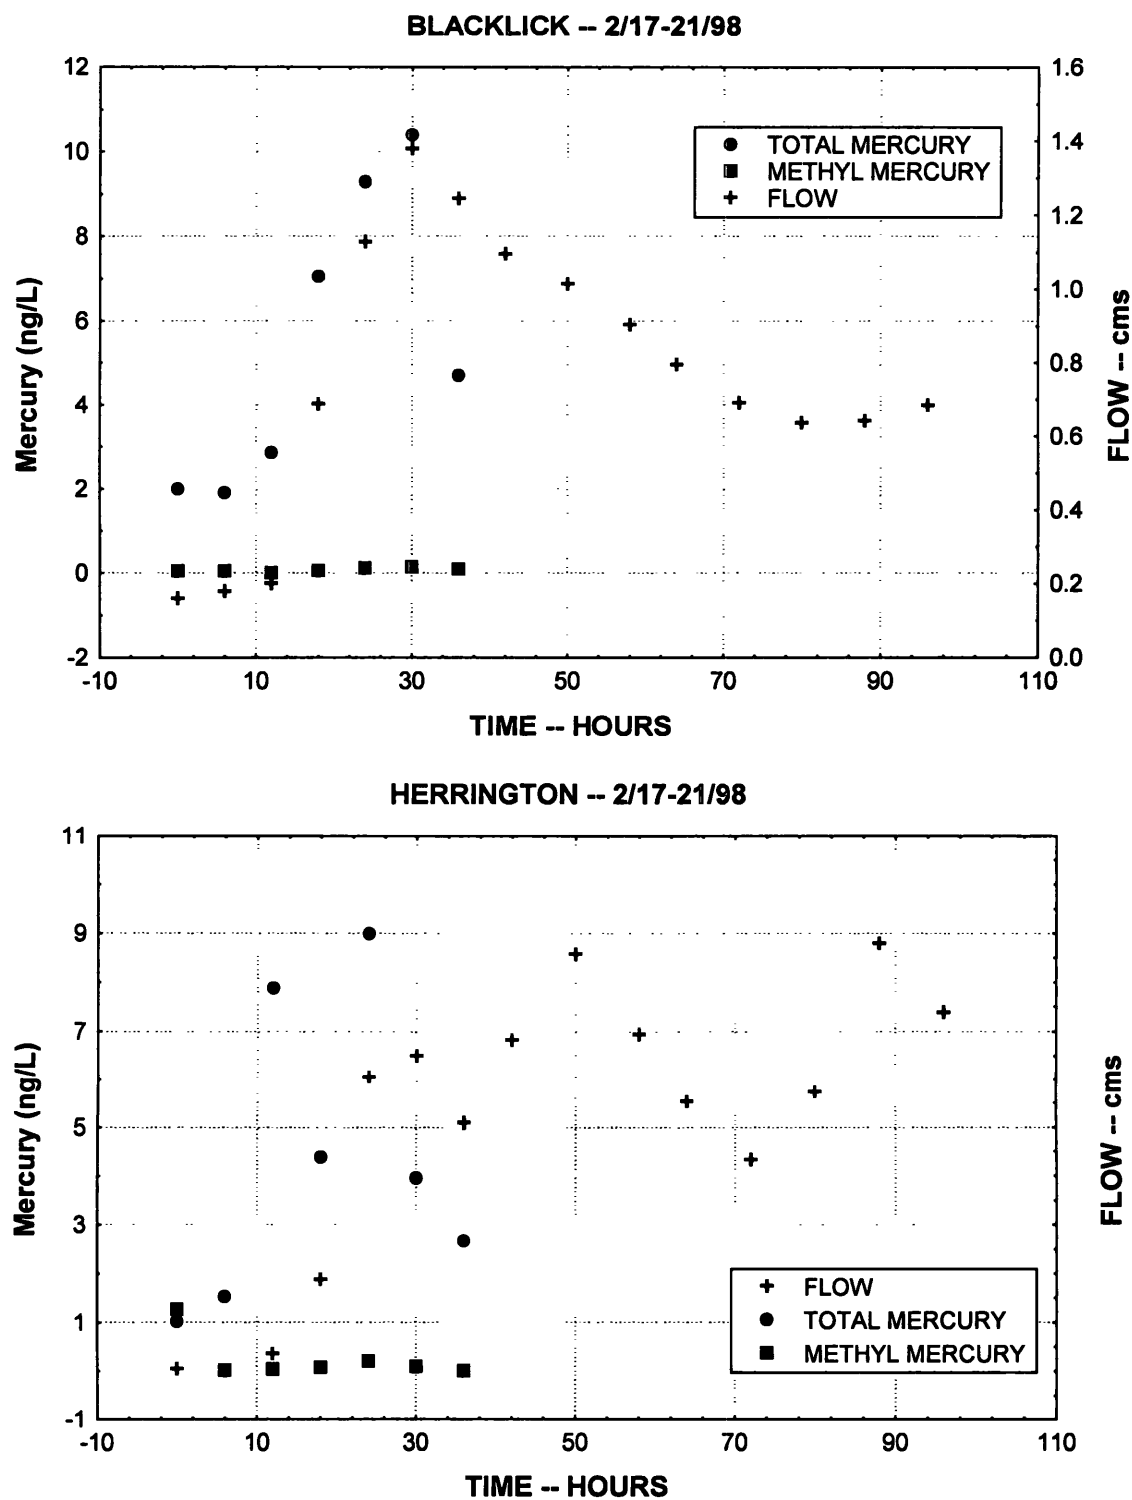 BLACKLICK -- 2/17-21/98
12
10
8
6
4
2
0
-2
1.6
1.4
1.2
1.0
0.8
0.6
0.4
0.2
0.0
Mercury (ng/L)
FLOW -- cms
TOTAL MERCURY
METHYL MERCURY
FLOW
-10 10 30 50 70 90 110
TIME -- HOURS
HERRINGTON -- 2/17-21/98
11
9
7
5
3
1
-1
Mercury (ng/L)
FLOW -- cms
FLOW
TOTAL MERCURY
METHYL MERCURY
-10 10 30 50 70 90 110
TIME -- HOURS